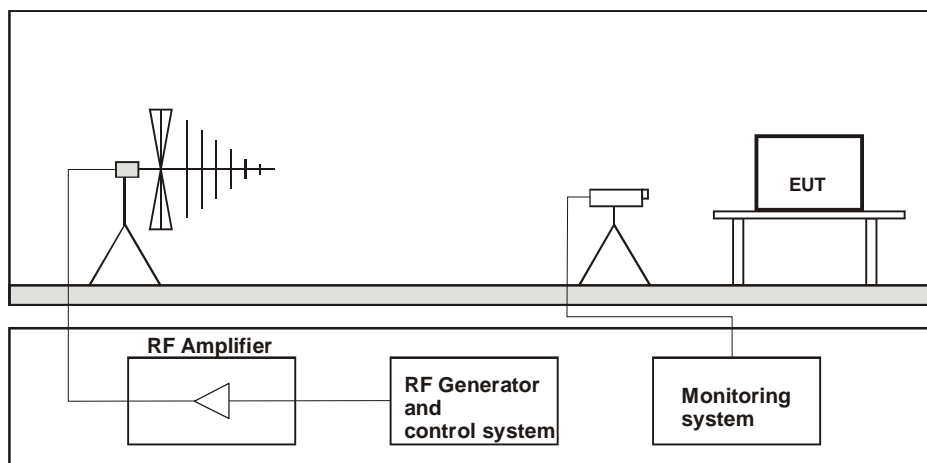 EUT
RF Amplifier
RF Generator
and
control system
Monitoring
system